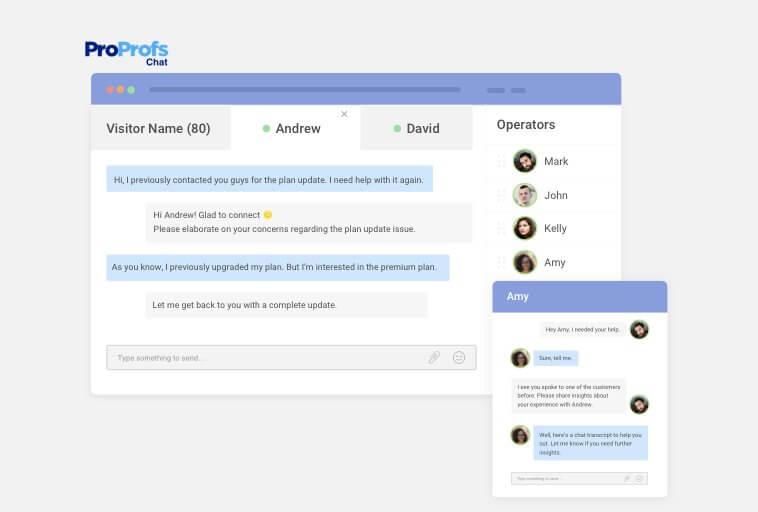 ProProfs
Chat
Visitor Name (80)
Andrew
×
David
Operators
Hi, I previously contacted you guys for the plan update. I need help with it again.
Hi Andrew! Glad to connect
Please elaborate on your concerns regarding the plan update issue.
As you know, I previously upgraded my plan. But I'm interested in the premium plan.
Let me get back to you with a complete update.
Type something to send...
Mark
John
Kelly
Amy
Amy
Hey Amy, I needed your help.
Sure, tell me.
I see you spoke to one of the customers
before. Please share insights about
your experience with Andrew.
Well, here's a chat transcript to help you
out. Let me know if you need further
insights.
Type something to send...